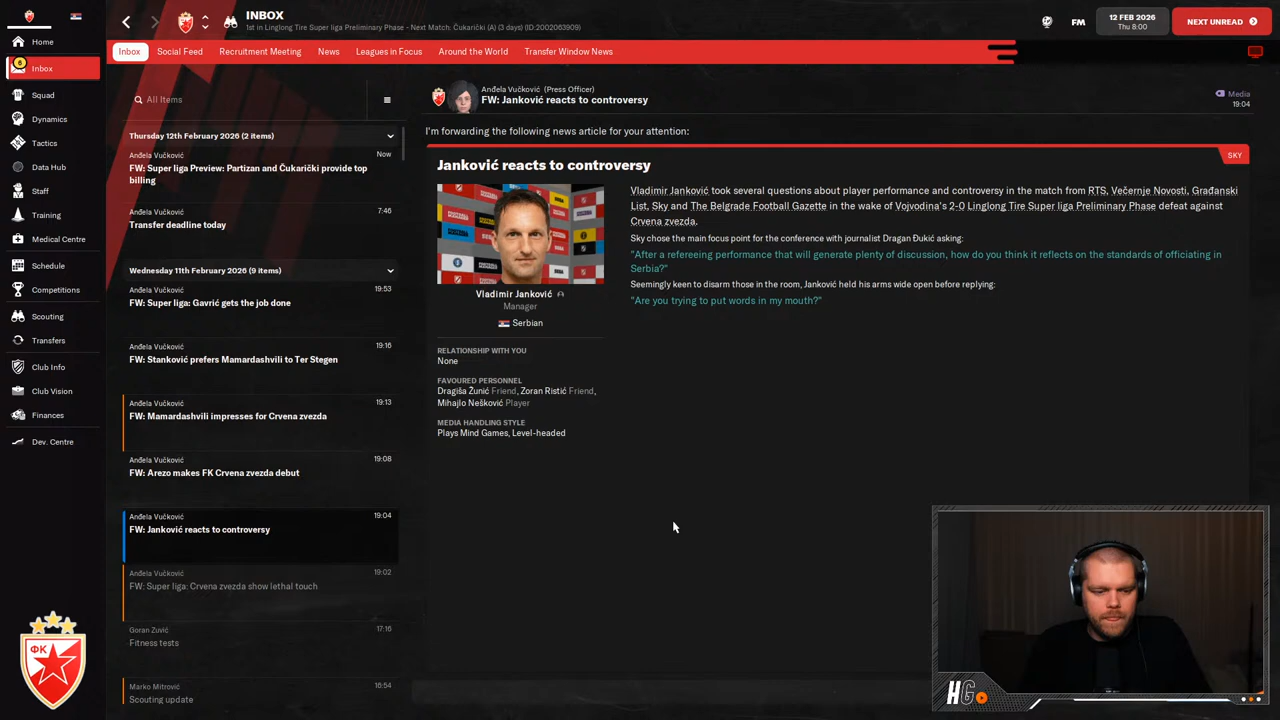 INBOX
1st in Linglong Tire Super liga Preliminary Phase - Next Match: Čukarički (A) (3 days) (ID:2002063909)
FM
12 FEB 2026
Thu 8:00
NEXT UNREAD
Home
6
Inbox
Squad
Dynamics
Tactics
Data Hub
Staff
Training
Medical Centre
Schedule
Competitions
Scouting
Transfers
Club Info
Club Vision
Finances
Dev. Centre
ФК
Inbox
Social Feed
Recruitment Meeting
News
Leagues in Focus
Around the World
Transfer Window News
All Items
Thursday 12th February 2026 (2 items)
Anđela Vučković
Now
FW: Super liga Preview: Partizan and Čukarički provide top
billing
7:46
Transfer deadline today
Wednesday 11th February 2026 (9 items)
19:53
FW: Super liga: Gavrić gets the job done
19:16
FW: Stanković prefers Mamardashvili to Ter Stegen
Anđela Vučković
19:13
FW: Mamardashvili impresses for Crvena zvezda
Anđela Vučković
19:08
FW: Arezo makes FK Crvena zvezda debut
Anđela Vučković
19:04
FW: Janković reacts to controversy
Anđela Vučković
19:02
FW: Super liga: Crvena zvezda show lethal touch
Goran Zuvić
17:16
Fitness tests
Marko Mitrović
16:54
Scouting update
Anđela Vučković (Press Officer)
FW: Janković reacts to controversy
Media
19:04
I'm forwarding the following news article for your attention:
SKY
Janković reacts to controversy
Vladimir Janković
Manager
Serbian
RELATIONSHIP WITH YOU
None
FAVOURED PERSONNEL
Dragiša Žunić Friend, Zoran Ristić Friend,
Mihajlo Nešković Player
MEDIA HANDLING STYLE
Plays Mind Games, Level-headed
Vladimir Janković took several questions about player performance and controversy in the match from RTS, Večernje Novosti, Građanski
List, Sky and The Belgrade Football Gazette in the wake of Vojvodina's 2-0 Linglong Tire Super liga Preliminary Phase defeat against
Crvena zvezda.
Sky chose the main focus point for the conference with journalist Dragan Đukić asking:
"After a refereeing performance that will generate plenty of discussion, how do you think it reflects on the standards of officiating in
Serbia?"
Seemingly keen to disarm those in the room, Janković held his arms wide open before replying:
"Are you trying to put words in my mouth?"
HG